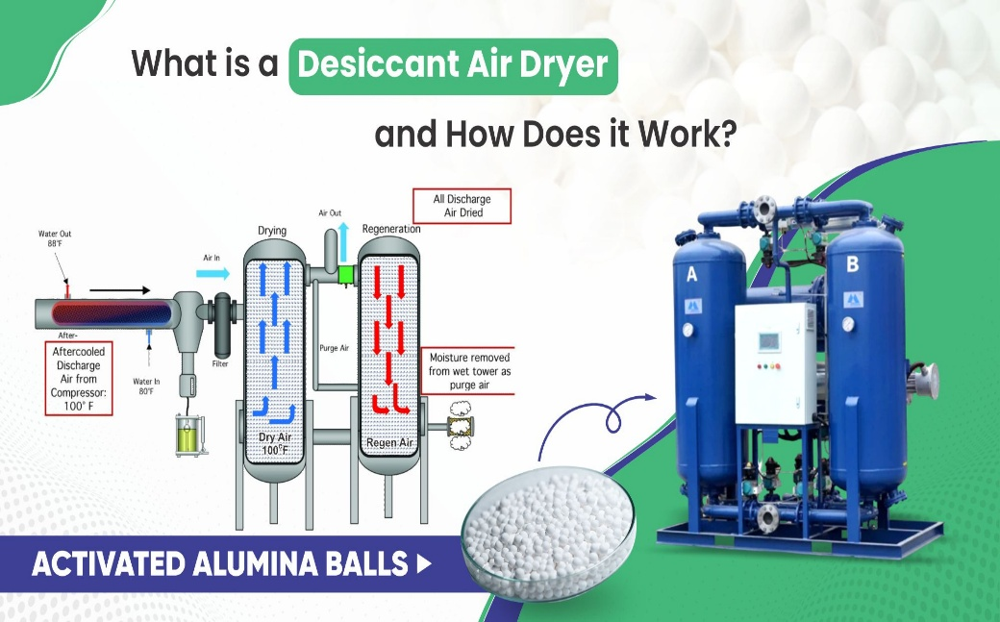 What is a Desiccant Air Dryer
and How Does it Work?
All Discharge
Air Dried
Air Out
Drying
Regeneration
Water Out
88°F
Air In
After-
Aftercooled
Discharge
Air from
Compressor:
100° F
Water In
80°F
Filter
Purge Air
Moisture removed
from wet tower as
purge air
Dry Air
100°F
Regen Air
A
B
ACTIVATED ALUMINA BALLS